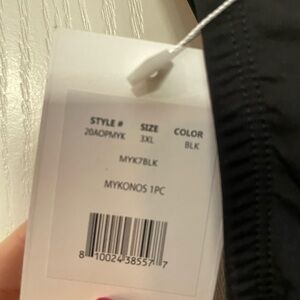 STYLE # SIZE COLOR
20AOPMYK 3XL BLK
MYK7BLK
MYKONOS 1PC
8 10024 38557 7